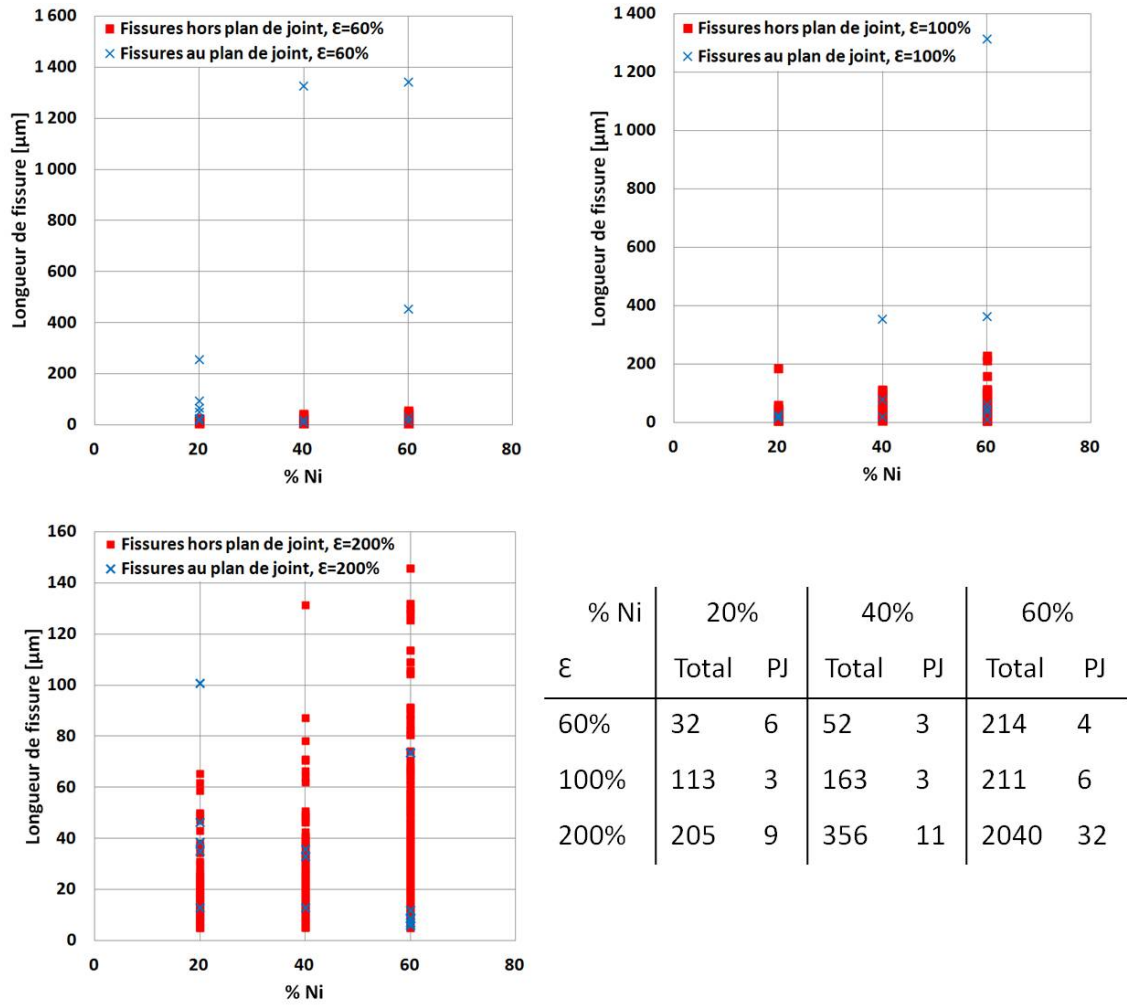 1 600
1 400
1 200
1 000
800
600
400
200
0
0 20 40 60 80
Longueur de fissure [µm]
% Ni
Fissures hors plan de joint, Ɛ=60%
Fissures au plan de joint, Ɛ=60%
1 400
1 200
1 000
800
600
400
200
0
0 20 40 60 80
Longueur de fissure [µm]
% Ni
Fissures hors plan de joint, Ɛ=100%
Fissures au plan de joint, Ɛ=100%
160
140
120
100
80
60
40
20
0
0 20 40 60 80
Longueur de fissure [µm]
% Ni
Fissures hors plan de joint, Ɛ=200%
Fissures au plan de joint, Ɛ=200%
% Ni 20% 40% 60%
Ɛ Total PJ Total PJ Total PJ
60% 32 6 52 3 214 4
100% 113 3 163 3 211 6
200% 205 9 356 11 2040 32